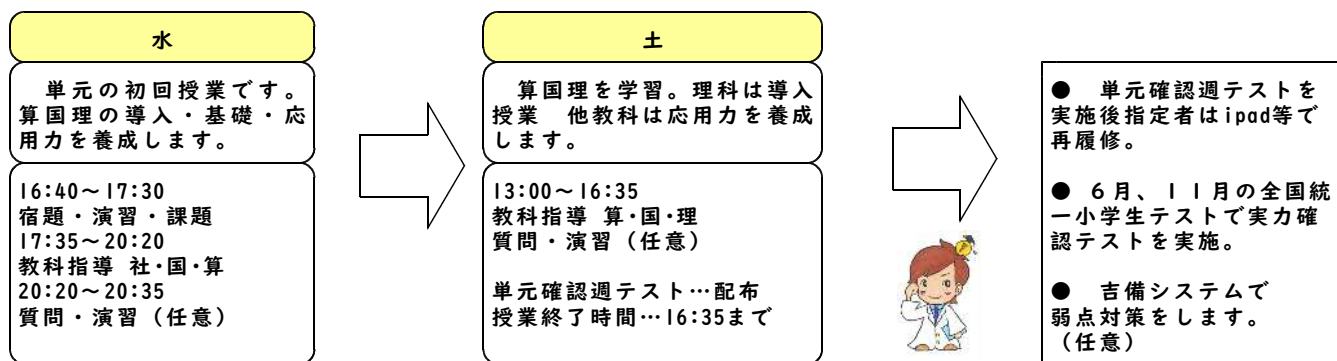 水
単元の初回授業です。
算国理の導入・基礎・応
用力を養成します。
16:40～17:30
宿題・演習・課題
17:35～20:20
教科指導 社・国・算
20:20～20:35
質問・演習（任意）
土
算国理を学習。理科は導入
授業　他教科は応用力を養成
します。
13:00～16:35
教科指導 算・国・理
質問・演習（任意）
単元確認週テスト…配布
授業終了時間…16:35まで
●　単元確認週テストを
実施後指定者はipad等で
再履修。
●　６月、１１月の全国統
一小学生テストで実力確
認テストを実施。
●　吉備システムで
弱点対策をします。
（任意）